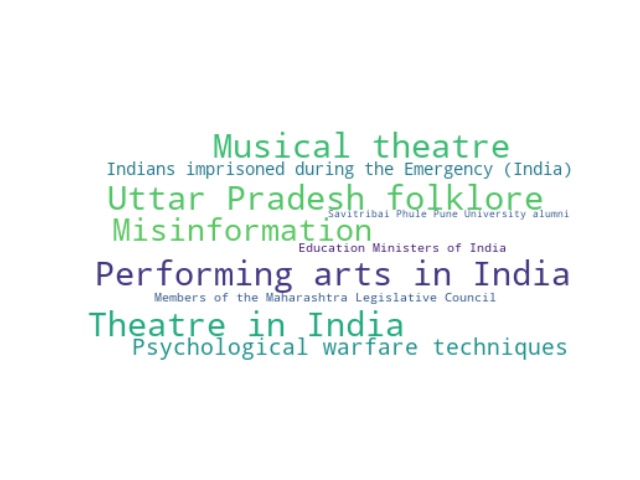 Musical theatre
Indians imprisoned during the Emergency (India)
Uttar Pradesh folklore
Savitribai Phule Pune University alumni
Misinformation
Education Ministers of India
Performing arts in India
Members of the Maharashtra Legislative Council
Theatre in India
Psychological warfare techniques